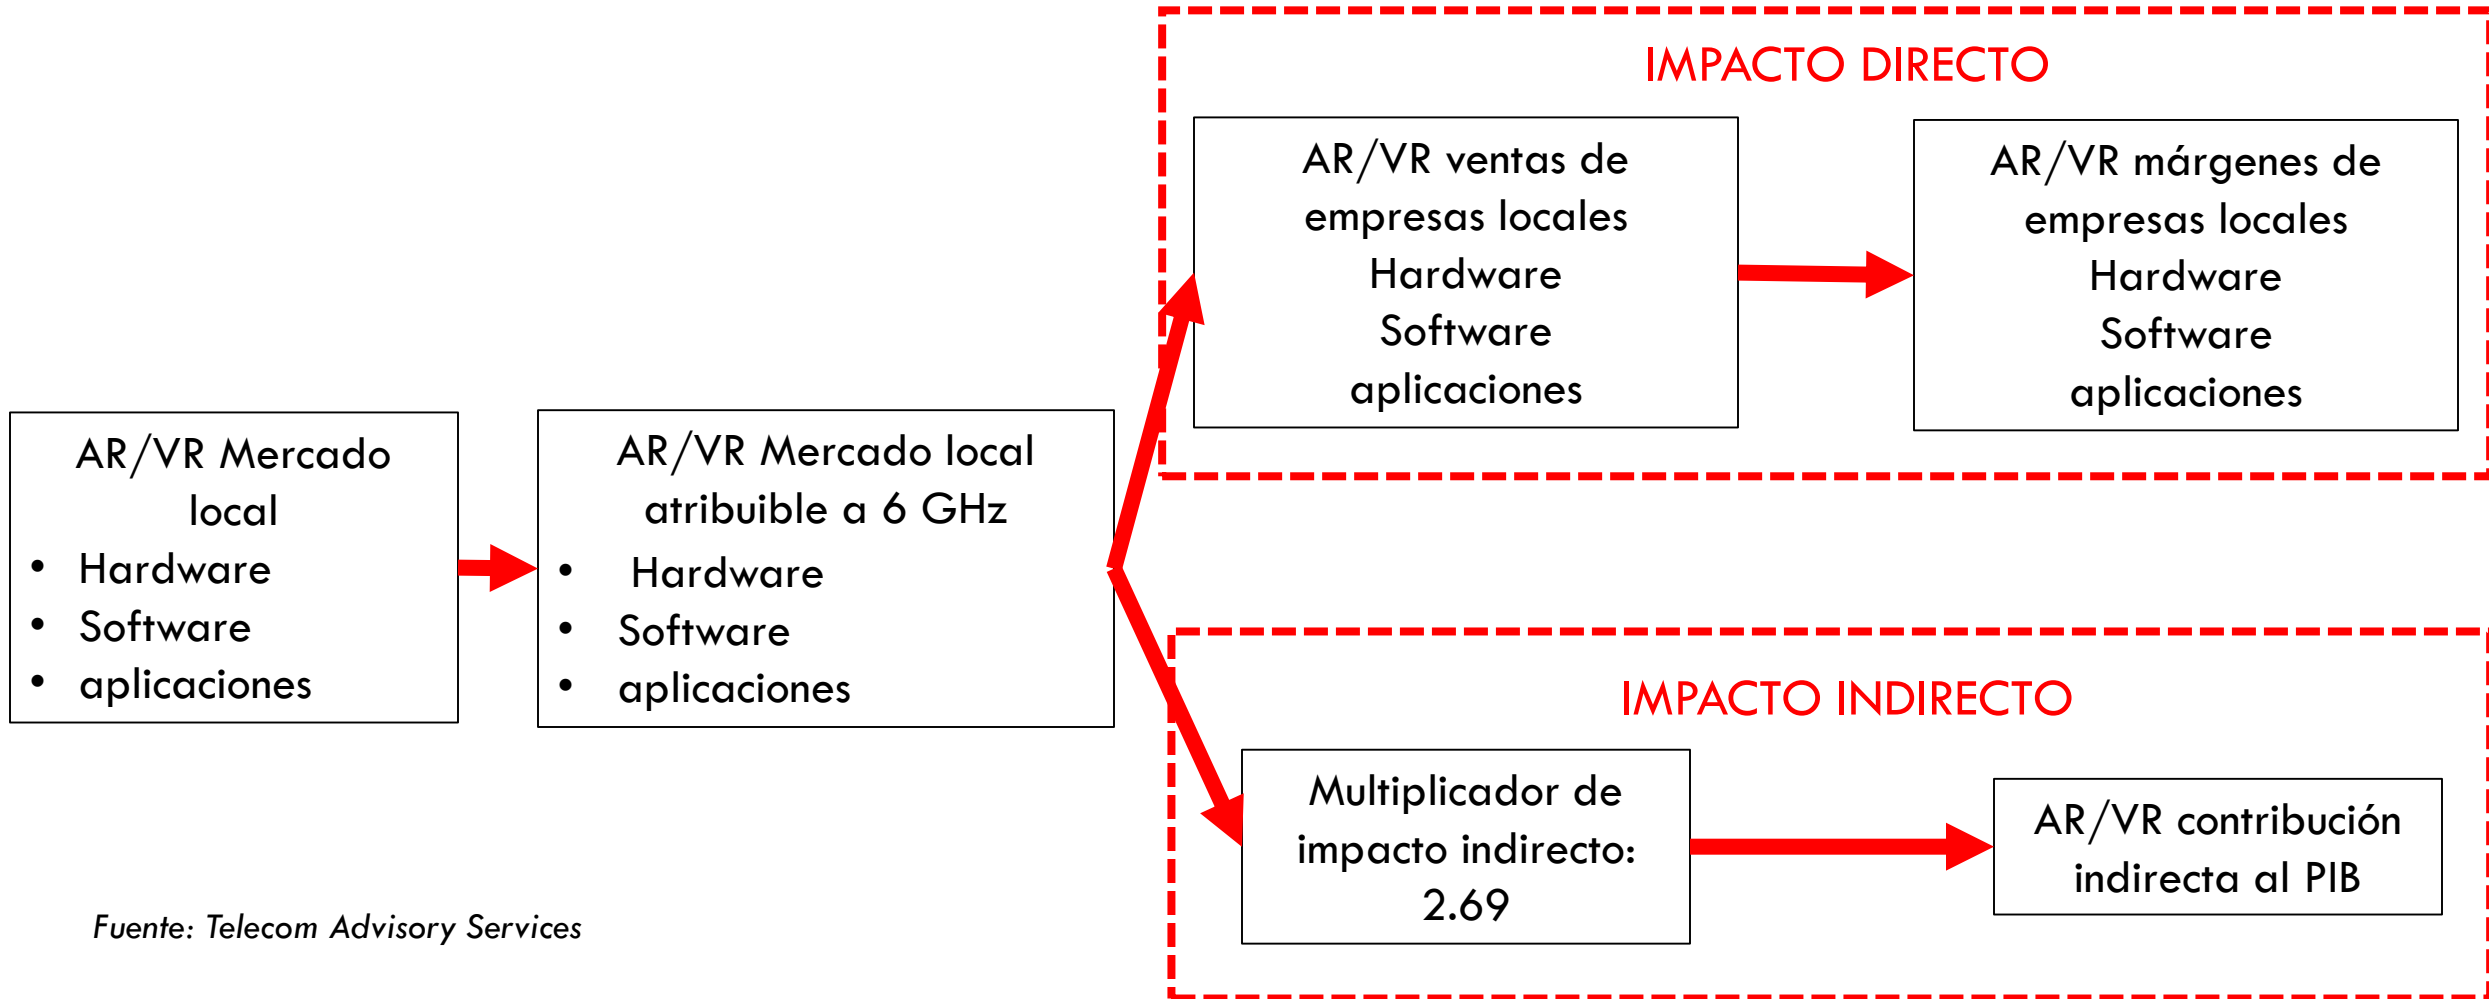 IMPACTO DIRECTO
AR/VR ventas de
empresas locales
Hardware
Software
aplicaciones
AR/VR márgenes de
empresas locales
Hardware
Software
aplicaciones
AR/VR Mercado
local
• Hardware
• Software
• aplicaciones
AR/VR Mercado local
atribuible a 6 GHz
• Hardware
• Software
• aplicaciones
IMPACTO INDIRECTO
Multiplicador de
impacto indirecto:
2.69
AR/VR contribución
indirecta al PIB
Fuente: Telecom Advisory Services